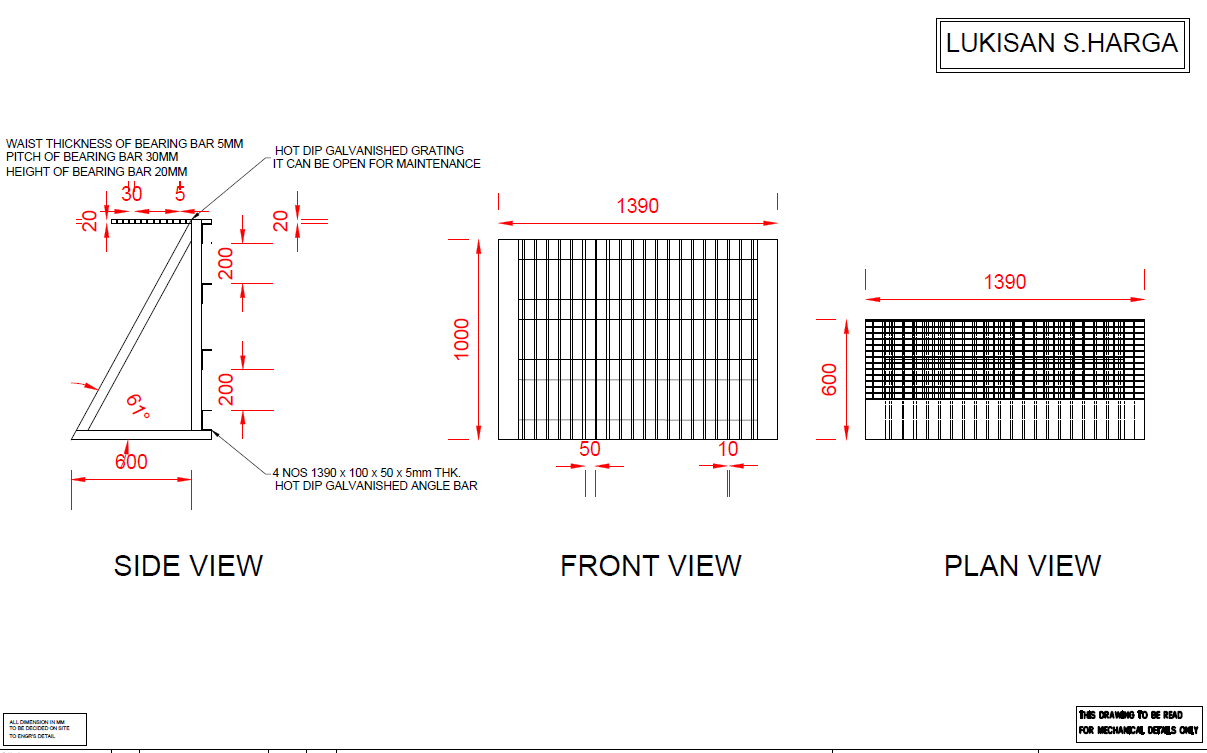 LUKISAN S.HARGA
WAIST THICKNESS OF BEARING BAR 5MM
PITCH OF BEARING BAR 30MM
HEIGHT OF BEARING BAR 20MM
HOT DIP GALVANISHED GRATING
IT CAN BE OPEN FOR MAINTENANCE
30 5
20
20
200
200
61°
600
4 NOS 1390 x 100 x 50 x 5mm THK.
HOT DIP GALVANISHED ANGLE BAR
SIDE VIEW
1390
1000
50 10
FRONT VIEW
1390
600
PLAN VIEW
ALL DIMENSION IN MM
TO BE DECIDED ON SITE
TO ENGR'S DETAIL
THIS DRAWING TO BE READ
FOR MECHANICAL DETAILS ONLY